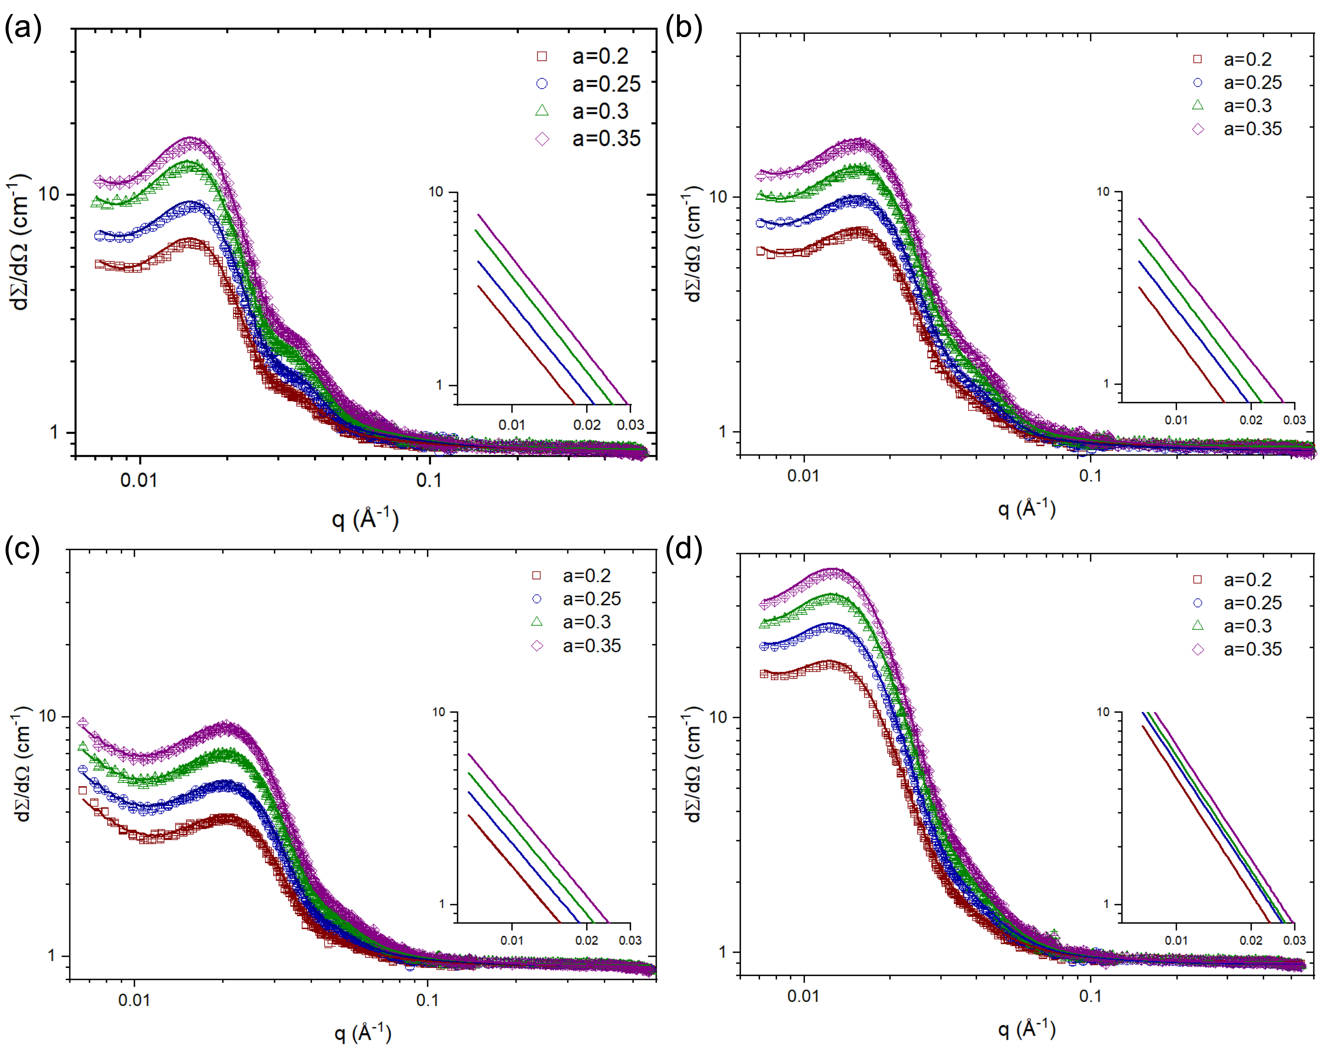 (a)
a=0.2
a=0.25
a=0.3
a=0.35
10
1
dΣ/dΩ (cm⁻¹)
10
1
0.01 0.02 0.03
0.01 0.1
q (Å⁻¹)
(b)
a=0.2
a=0.25
a=0.3
a=0.35
10
1
dΣ/dΩ (cm⁻¹)
10
1
0.01 0.02 0.03
0.01 0.1
q (Å⁻¹)
(c)
a=0.2
a=0.25
a=0.3
a=0.35
10
1
dΣ/dΩ (cm⁻¹)
10
1
0.01 0.02 0.03
0.01 0.1
q (Å⁻¹)
(d)
a=0.2
a=0.25
a=0.3
a=0.35
10
1
dΣ/dΩ (cm⁻¹)
10
1
0.01 0.02 0.03
0.01 0.1
q (Å⁻¹)